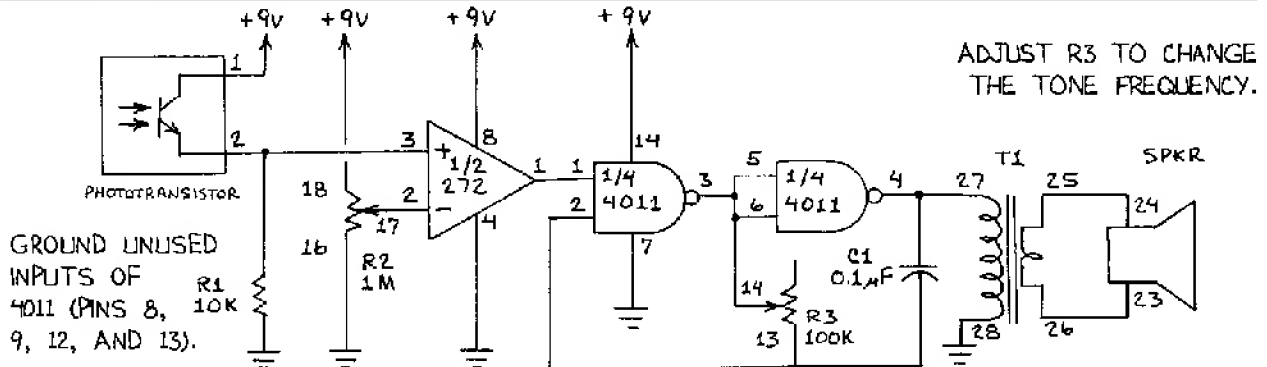 +9V +9V +9V +9V
ADJUST R3 TO CHANGE
THE TONE FREQUENCY.
1
2
PHOTOTRANSISTOR
GROUND UNUSED
INPUTS OF
4011 (PINS 8,
9, 12, AND 13).
R1
10K
18
17
16
R2
1M
3
+
1/2
272
2
-
8
4
1
1
2
1/4
4011
14
7
3
5
6
1/4
4011
4
14
13
R3
100K
C1
0.1µF
27
28
T1
25
26
SPKR
24
23